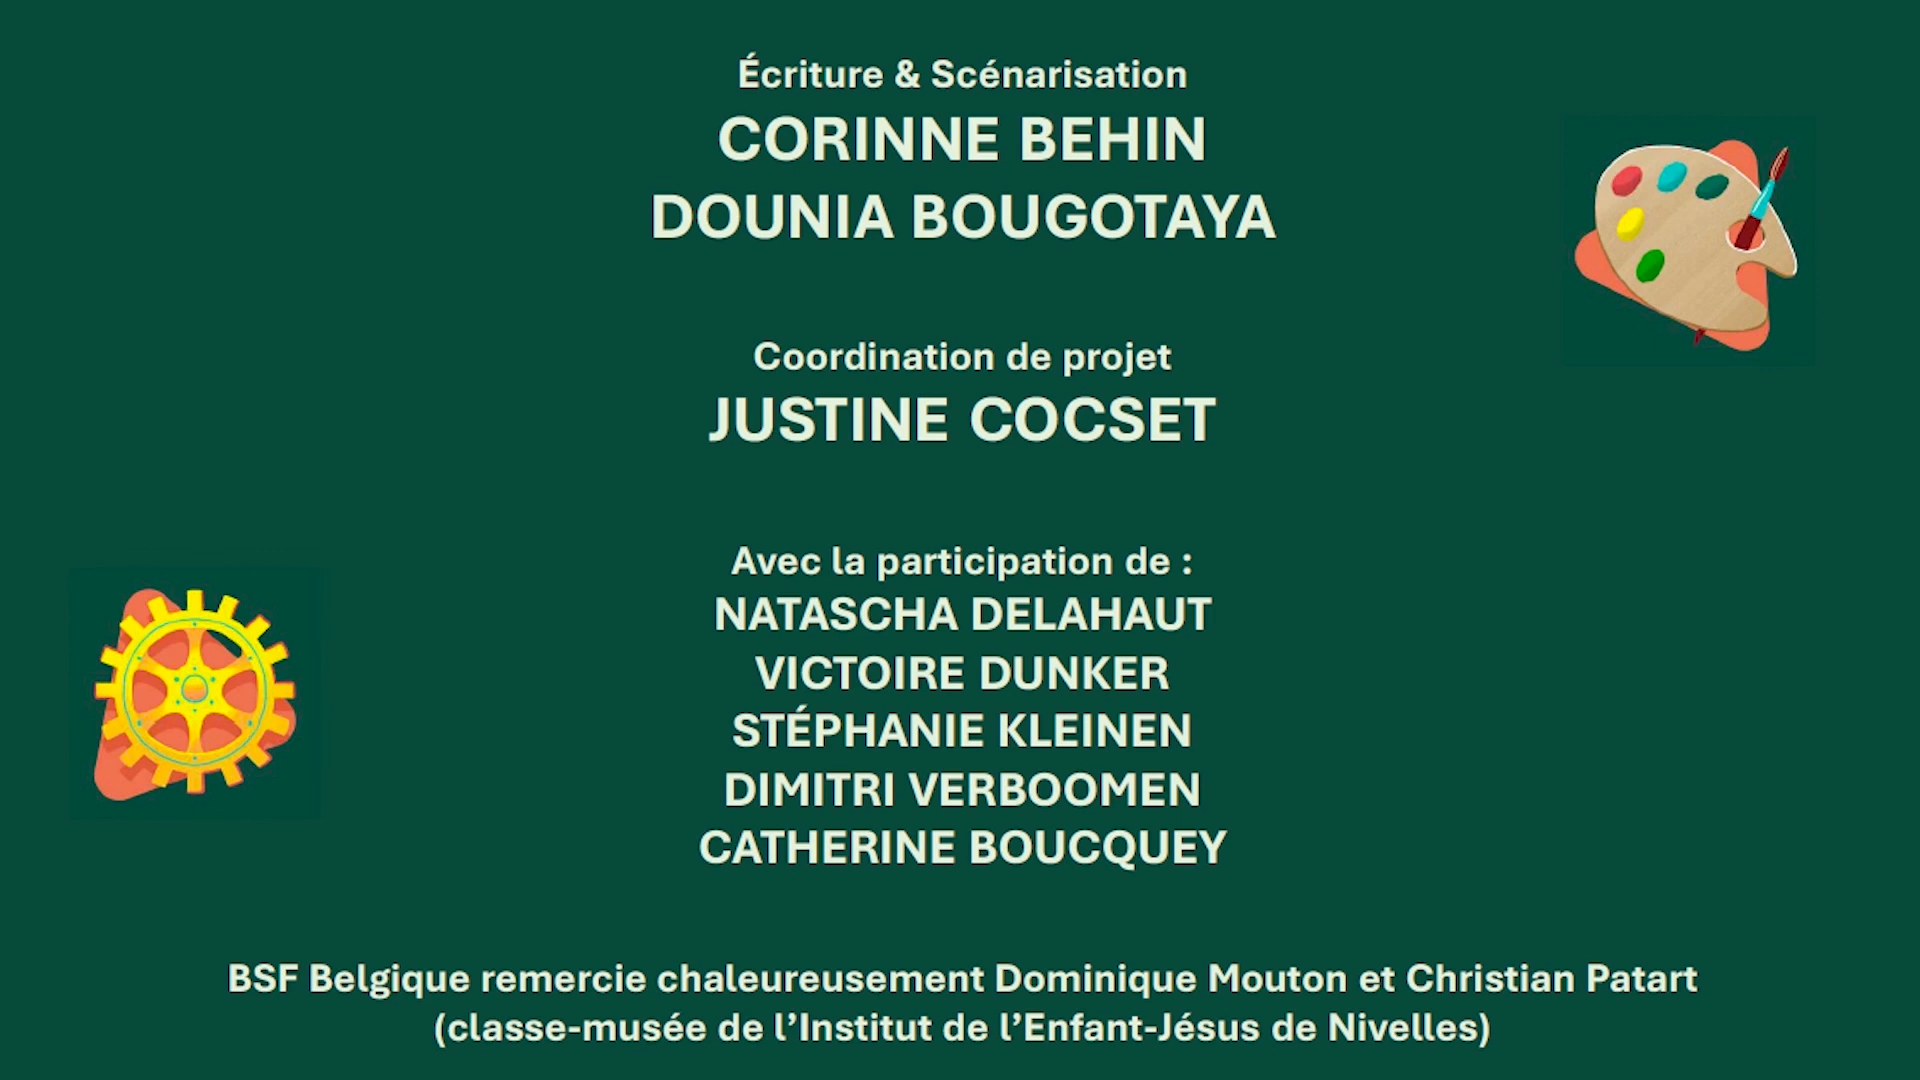 Écriture & Scénarisation
CORINNE BEHIN
DOUNIA BOUGOTAYA
Coordination de projet
JUSTINE COCSET
Avec la participation de :
NATASCHA DELAHAUT
VICTOIRE DUNKER
STÉPHANIE KLEINEN
DIMITRI VERBOOMEN
CATHERINE BOUCQUEY
BSF Belgique remercie chaleureusement Dominique Mouton et Christian Patart
(classe-musée de l’Institut de l’Enfant-Jésus de Nivelles)